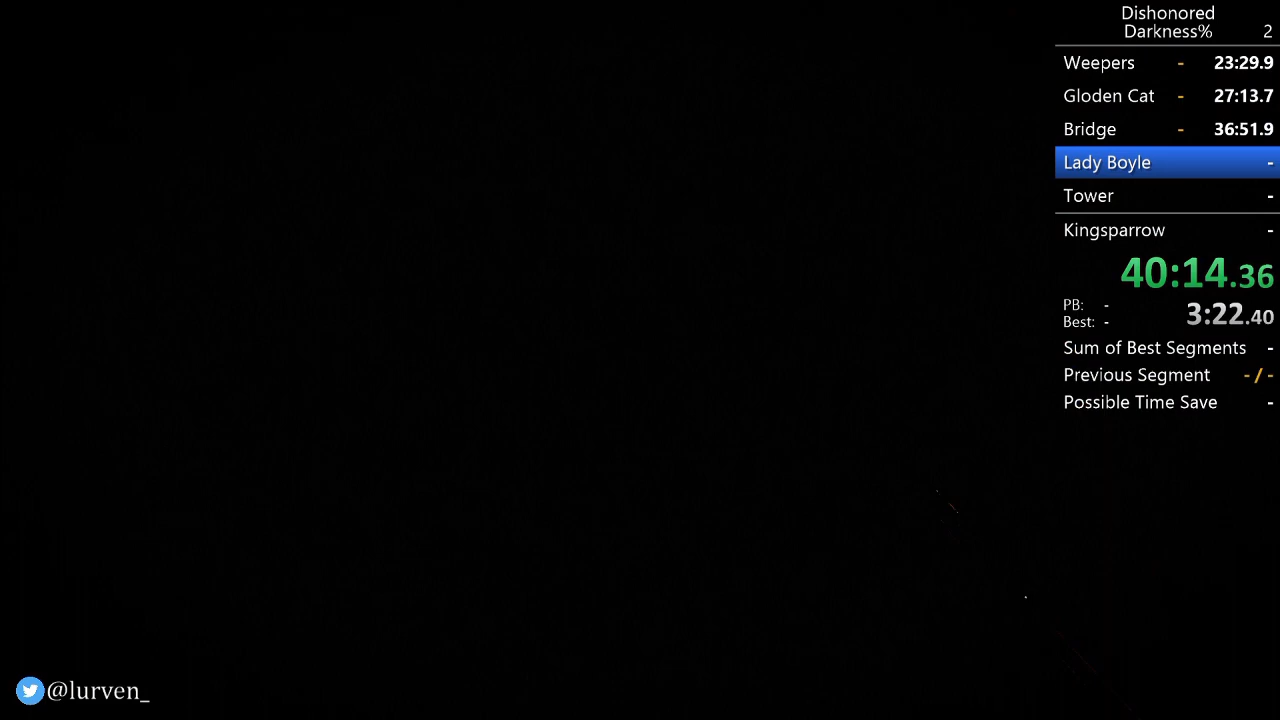 Dishonored
Darkness% 2
Weepers - 23:29.9
Gloden Cat - 27:13.7
Bridge - 36:51.9
Lady Boyle -
Tower -
Kingsparrow -
40:14.36
PB: -
Best: -
3:22.40
Sum of Best Segments -
Previous Segment - / -
Possible Time Save -
@lurven_